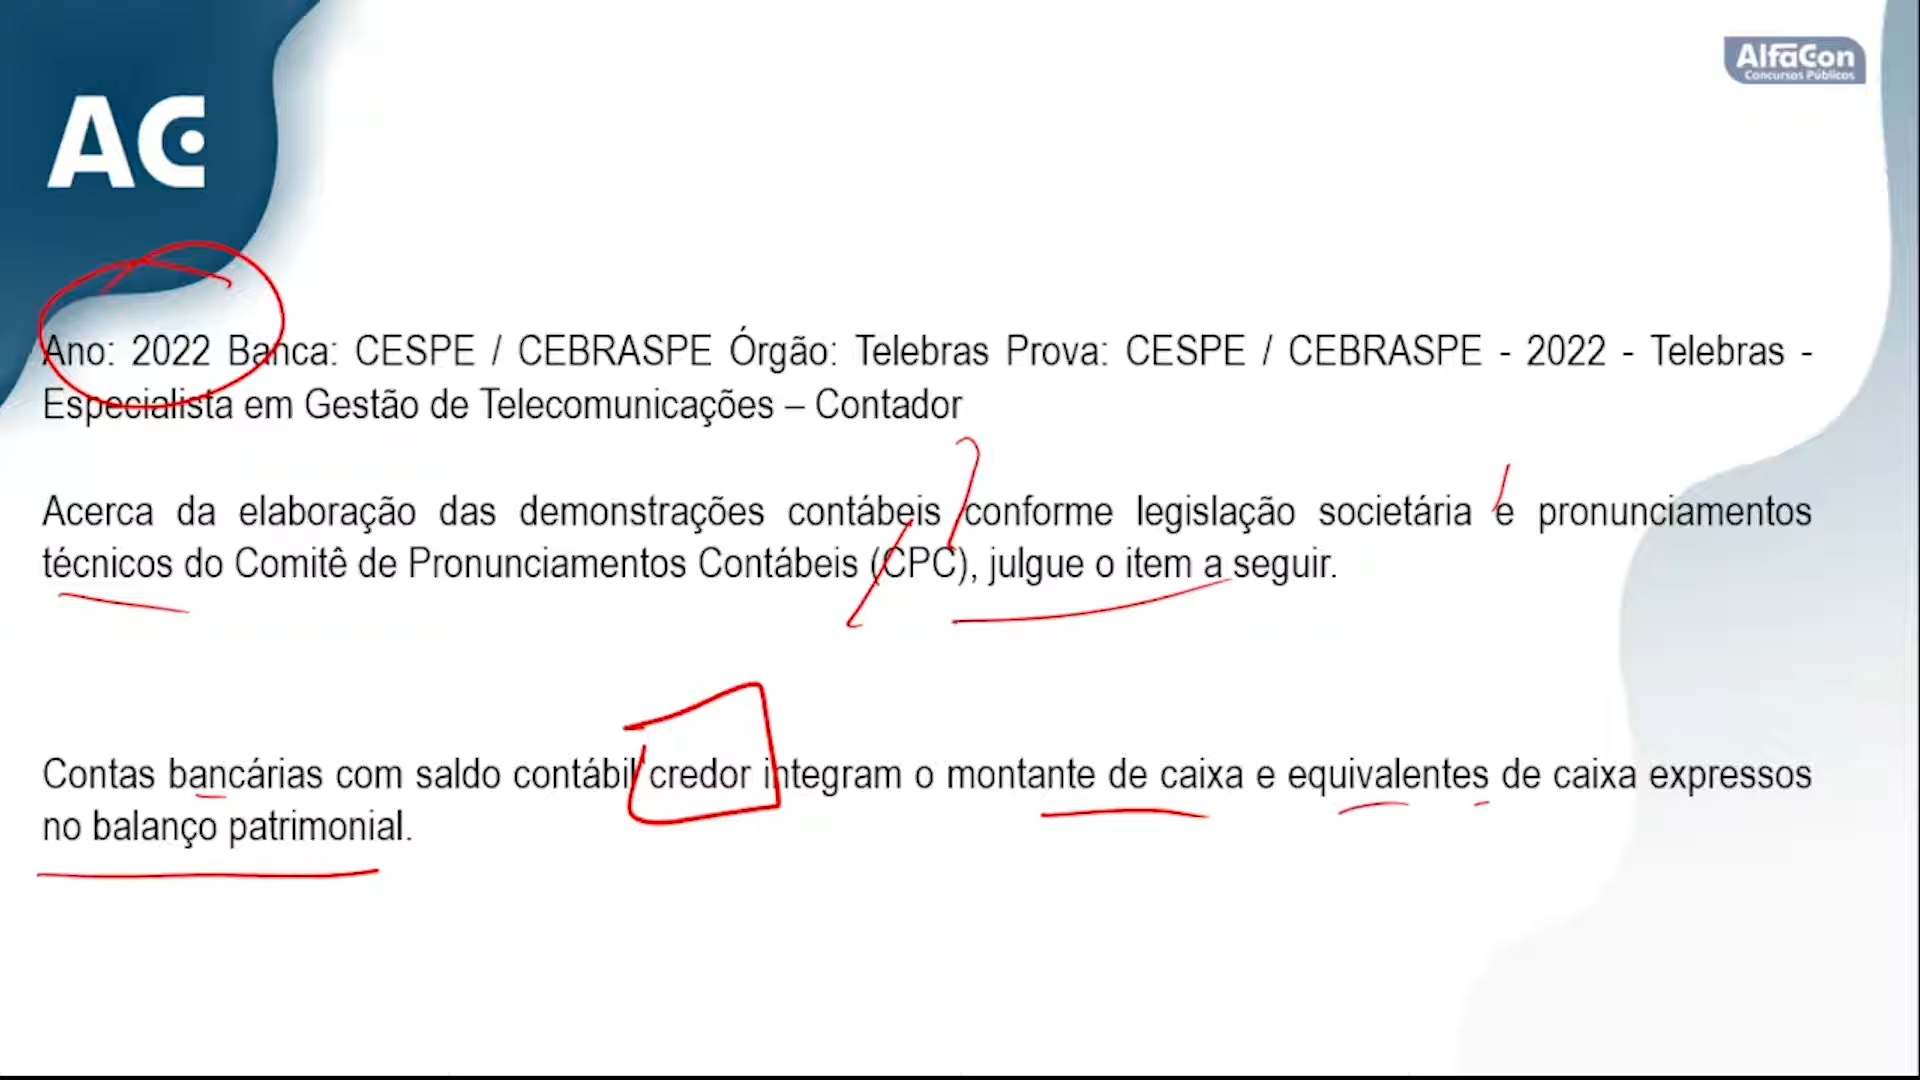 AlfaCon
Concursos Públicos
AC
Ano: 2022 Banca: CESPE / CEBRASPE Órgão: Telebras Prova: CESPE / CEBRASPE - 2022 - Telebras -
Especialista em Gestão de Telecomunicações – Contador
Acerca da elaboração das demonstrações contábeis conforme legislação societária e pronunciamentos
técnicos do Comitê de Pronunciamentos Contábeis (CPC), julgue o item a seguir.
Contas bancárias com saldo contábil credor integram o montante de caixa e equivalentes de caixa expressos
no balanço patrimonial.